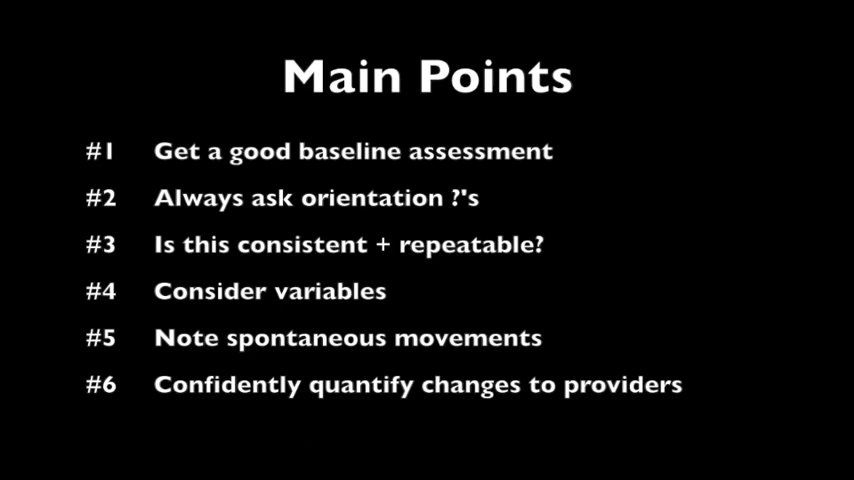 Main Points
#1 Get a good baseline assessment
#2 Always ask orientation ?'s
#3 Is this consistent + repeatable?
#4 Consider variables
#5 Note spontaneous movements
#6 Confidently quantify changes to providers